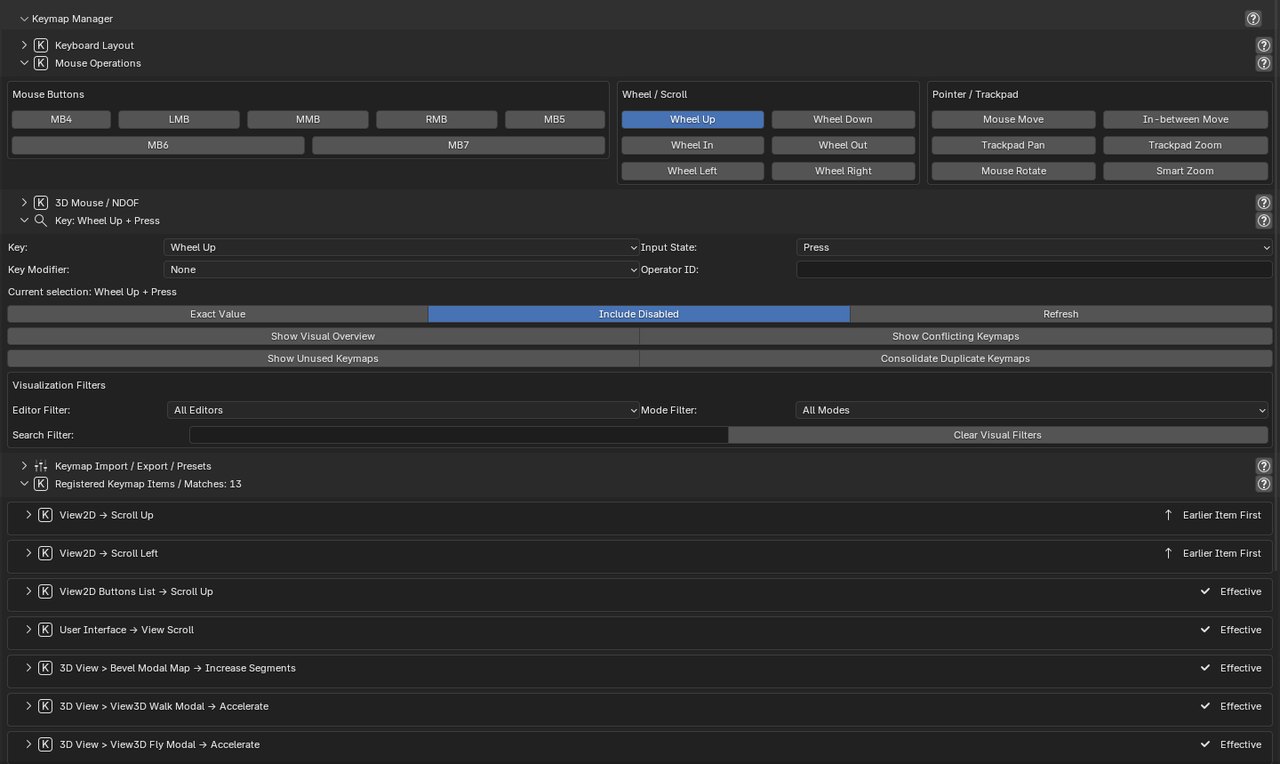 Keymap Manager
Keyboard Layout
Mouse Operations
Mouse Buttons
MB4 LMB MMB RMB MB5
MB6 MB7
Wheel / Scroll
Wheel Up Wheel Down
Wheel In Wheel Out
Wheel Left Wheel Right
Pointer / Trackpad
Mouse Move In-between Move
Trackpad Pan Trackpad Zoom
Mouse Rotate Smart Zoom
3D Mouse / NDOF
Key: Wheel Up + Press
Key: Wheel Up Input State: Press
Key Modifier: None Operator ID:
Current selection: Wheel Up + Press
Exact Value Include Disabled Refresh
Show Visual Overview Show Conflicting Keymaps
Show Unused Keymaps Consolidate Duplicate Keymaps
Visualization Filters
Editor Filter: All Editors Mode Filter: All Modes
Search Filter: Clear Visual Filters
Keymap Import / Export / Presets
Registered Keymap Items / Matches: 13
View2D → Scroll Up ↑ Earlier Item First
View2D → Scroll Left ↑ Earlier Item First
View2D Buttons List → Scroll Up ✓ Effective
User Interface → View Scroll ✓ Effective
3D View > Bevel Modal Map → Increase Segments ✓ Effective
3D View > View3D Walk Modal → Accelerate ✓ Effective
3D View > View3D Fly Modal → Accelerate ✓ Effective